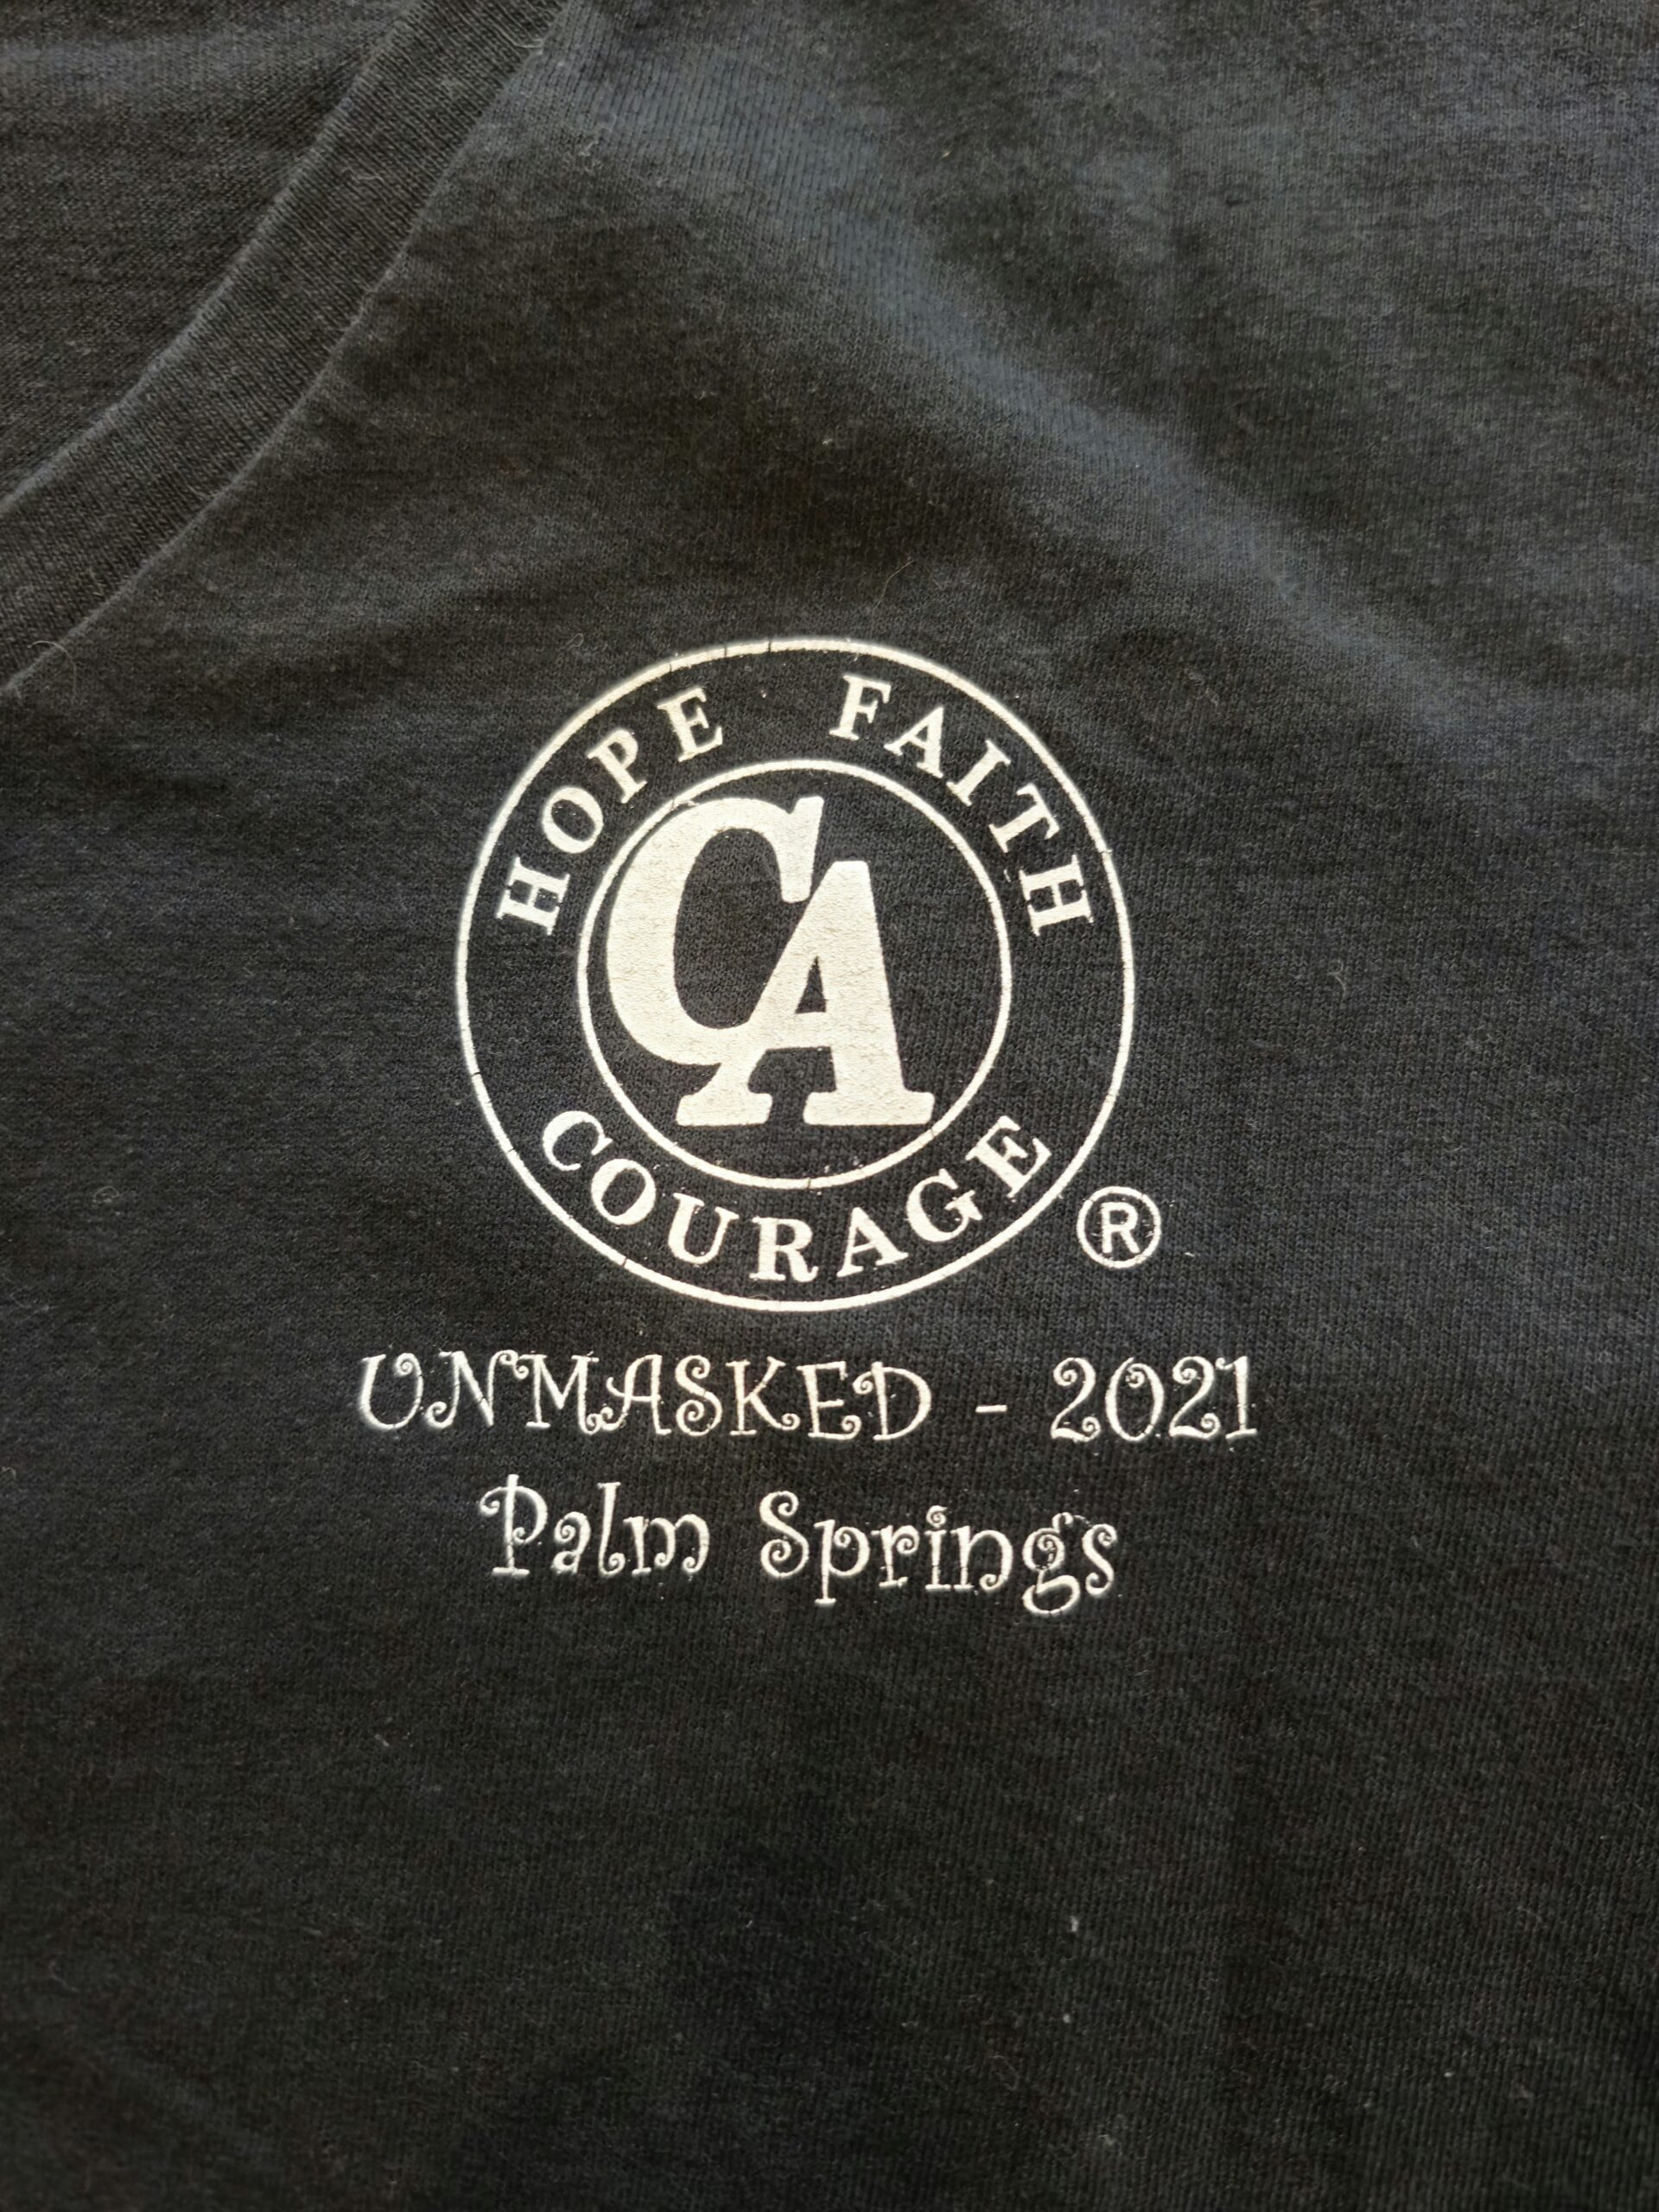 HOPE FAITH
CA
COURAGE
®
UNMASKED - 2021
Palm Springs